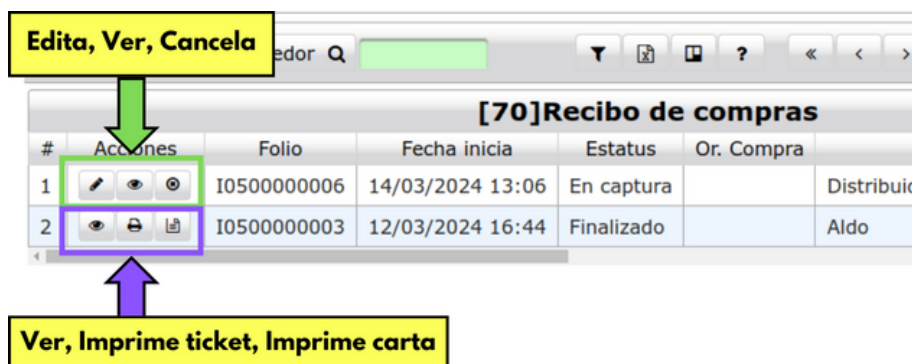 Edita, Ver, Cancela
edor
?
« < >
[70]Recibo de compras
# Acciones Folio Fecha inicia Estatus Or. Compra
1 I0500000006 14/03/2024 13:06 En captura Distribuic
2 I0500000003 12/03/2024 16:44 Finalizado Aldo
Ver, Imprime ticket, Imprime carta